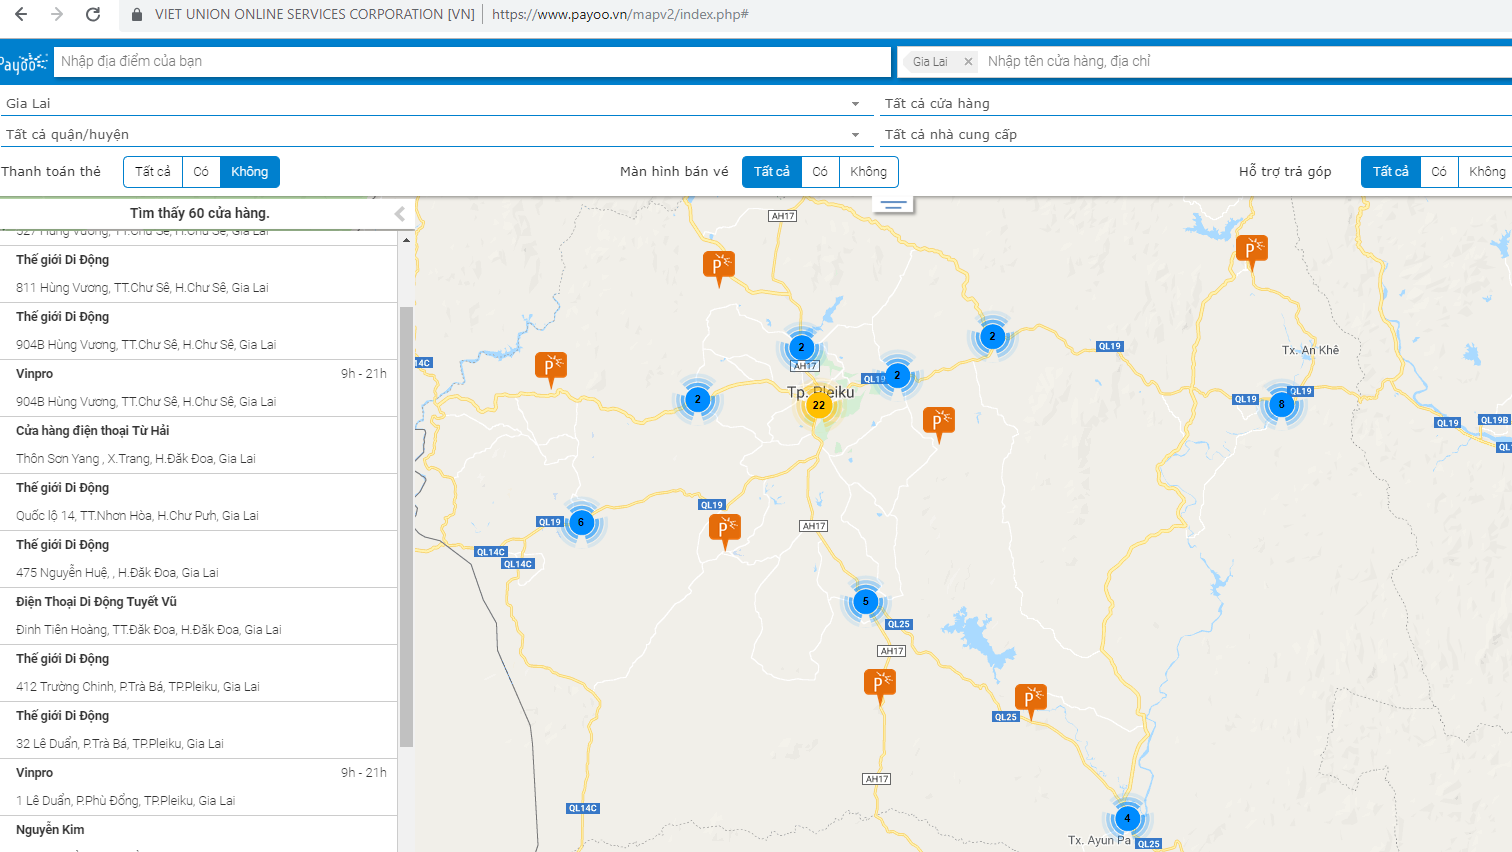 VIET UNION ONLINE SERVICES CORPORATION [VN] https://www.payoo.vn/mapv2/index.php#
Payoo Nhập địa điểm của bạn Gia Lai × Nhập tên cửa hàng, địa chỉ
Gia Lai Tất cả cửa hàng
Tất cả quận/huyện Tất cả nhà cung cấp
Thanh toán thẻ Tất cả Có Không Màn hình bán vé Tất cả Có Không Hỗ trợ trả góp Tất cả Có Không
Tìm thấy 60 cửa hàng.
327 Hùng Vương, TT.Chư Sê, H.Chư Sê, Gia Lai
Thế giới Di Động
811 Hùng Vương, TT.Chư Sê, H.Chư Sê, Gia Lai
Thế giới Di Động
904B Hùng Vương, TT.Chư Sê, H.Chư Sê, Gia Lai
Vinpro 9h - 21h
904B Hùng Vương, TT.Chư Sê, H.Chư Sê, Gia Lai
Cửa hàng điện thoại Từ Hải
Thôn Sơn Yang , X.Trang, H.Đăk Đoa, Gia Lai
Thế giới Di Động
Quốc lộ 14, TT.Nhơn Hòa, H.Chư Pưh, Gia Lai
Thế giới Di Động
475 Nguyễn Huệ, , H.Đăk Đoa, Gia Lai
Điện Thoại Di Động Tuyết Vũ
Đinh Tiên Hoàng, TT.Đăk Đoa, H.Đăk Đoa, Gia Lai
Thế giới Di Động
412 Trường Chinh, P.Trà Bá, TP.Pleiku, Gia Lai
Thế giới Di Động
32 Lê Duẩn, P.Trà Bá, TP.Pleiku, Gia Lai
Vinpro 9h - 21h
1 Lê Duẩn, P.Phù Đổng, TP.Pleiku, Gia Lai
Nguyễn Kim
AH17
P
P
2
2
QL19
Tx. An Khê
14C
P
AH17
QL19
2
2
Tp. Pleiku
22
QL19
QL19
8
P
QL19
QL19B
QL19
6
QL19
P
AH17
QL14C
QL14C
5
QL25
AH17
P
P
QL25
AH17
QL14C
4
Tx. Ayun Pa
QL25